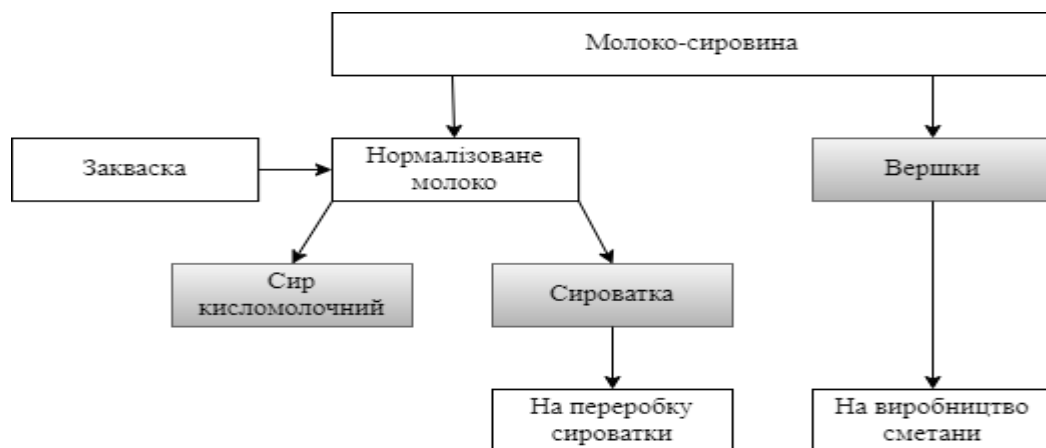 Молоко-сировина
Закваска
Нормалізоване
молоко
Вершки
Сир
кисломолочний
Сироватка
На переробку
сироватки
На виробництво
сметани